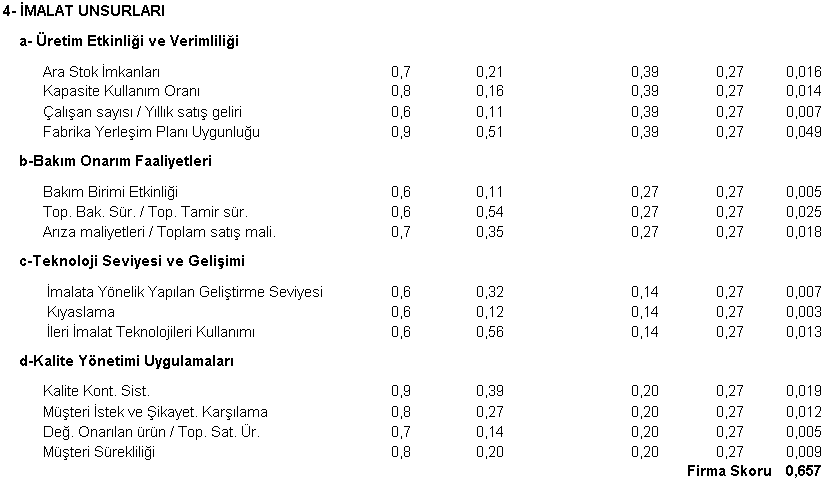 4- İMALAT UNSURLARI
a- Üretim Etkinliği ve Verimliliği
Ara Stok İmkanları 0,7 0,21 0,39 0,27 0,016
Kapasite Kullanım Oranı 0,8 0,16 0,39 0,27 0,014
Çalışan sayısı / Yıllık satış geliri 0,6 0,11 0,39 0,27 0,007
Fabrika Yerleşim Planı Uygunluğu 0,9 0,51 0,39 0,27 0,049
b-Bakım Onarım Faaliyetleri
Bakım Birimi Etkinliği 0,6 0,11 0,27 0,27 0,005
Top. Bak. Sür. / Top. Tamir sür. 0,6 0,54 0,27 0,27 0,025
Arıza maliyetleri / Toplam satış mali. 0,7 0,35 0,27 0,27 0,018
c-Teknoloji Seviyesi ve Gelişimi
İmalata Yönelik Yapılan Geliştirme Seviyesi 0,6 0,32 0,14 0,27 0,007
Kıyaslama 0,6 0,12 0,14 0,27 0,003
İleri İmalat Teknolojileri Kullanımı 0,6 0,56 0,14 0,27 0,013
d-Kalite Yönetimi Uygulamaları
Kalite Kont. Sist. 0,9 0,39 0,20 0,27 0,019
Müşteri İstek ve Şikayet. Karşılama 0,8 0,27 0,20 0,27 0,012
Değ. Onarılan ürün / Top. Sat. Ür. 0,7 0,14 0,20 0,27 0,005
Müşteri Sürekliliği 0,8 0,20 0,20 0,27 0,009
Firma Skoru 0,657